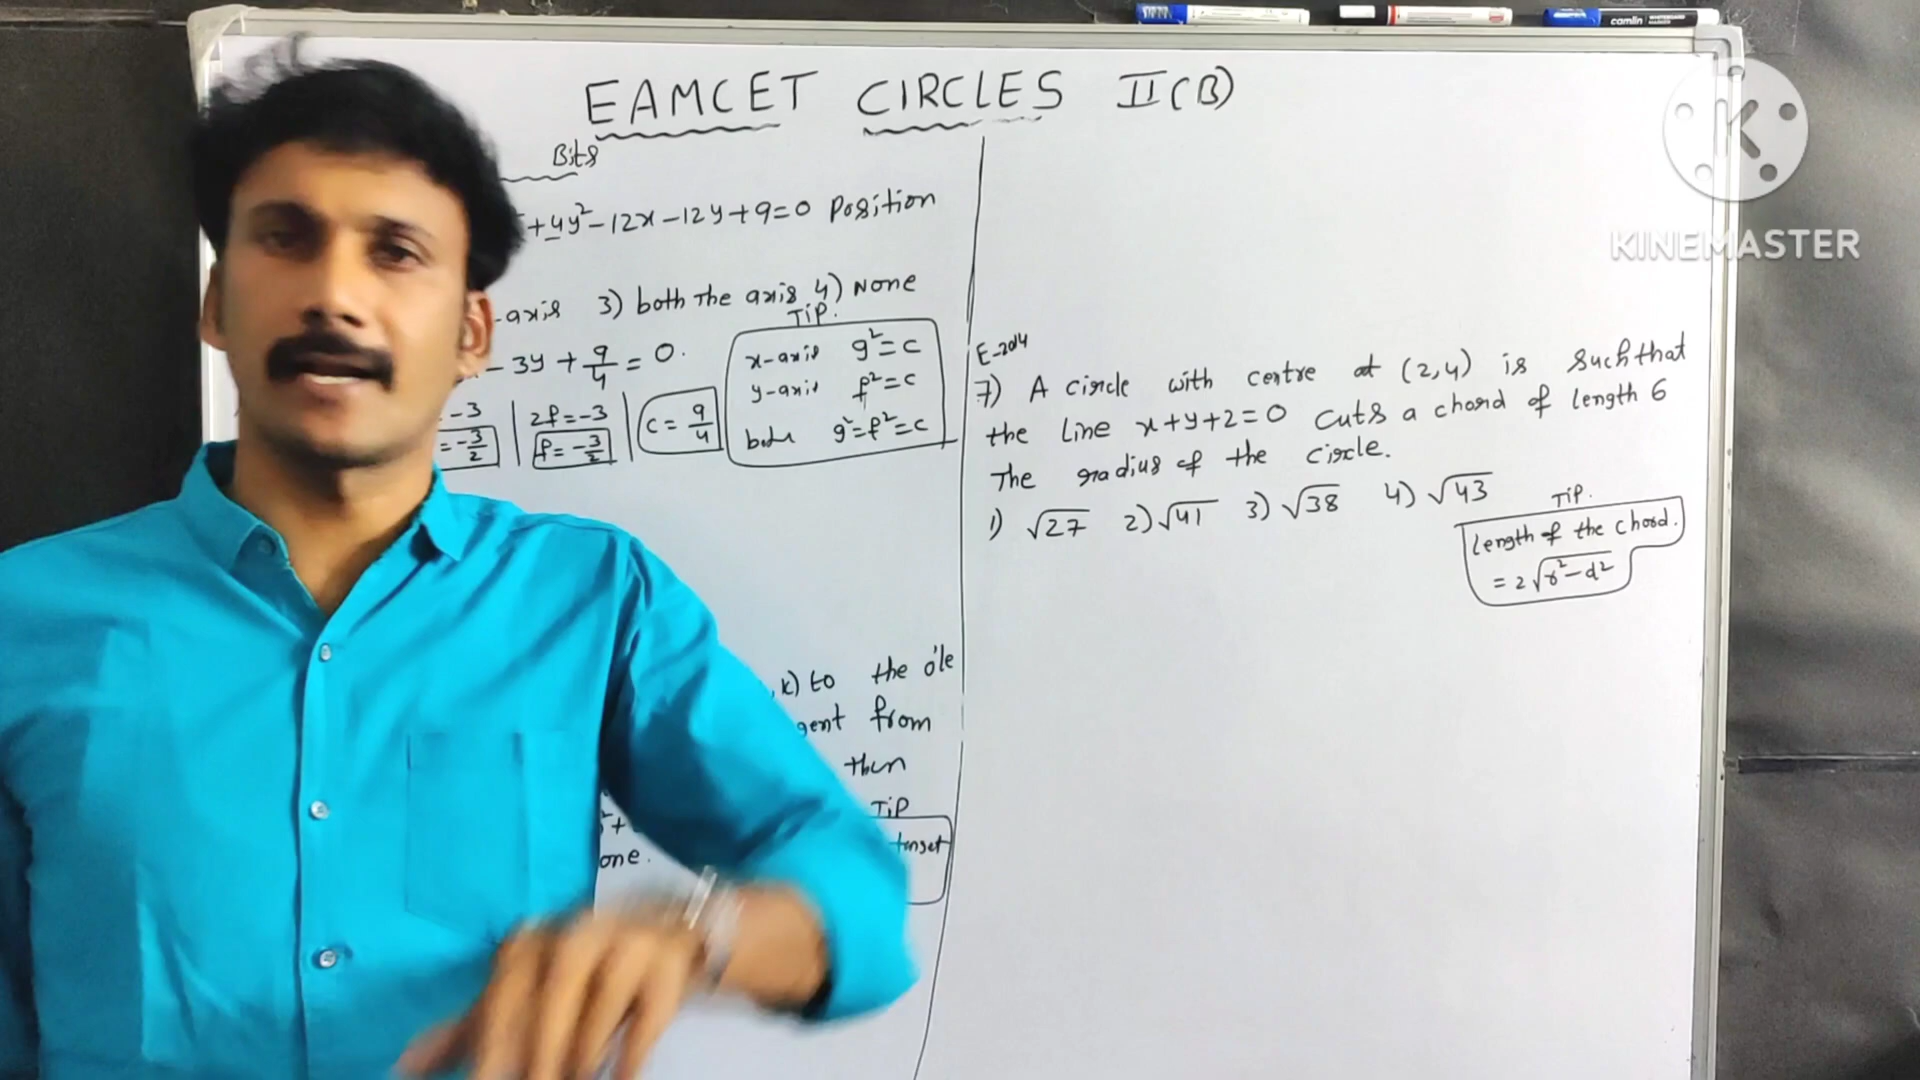 EAMCET CIRCLES II(B)
Bits
+4y²-12x-12y+9=0 Position
-axis 3) both the axis 4) None
- 3y + 9/4 = 0.
= -3/2 | 2f=-3 | c = 9/4
f=-3/2
TiP.
x-axis g²=c
y-axis f²=c
both g²=f²=c
,k) to the o'le
gent from
then
TiP
one.
E-2014
7) A circle with centre at (2,4) is such that
the line x+y+2=0 cuts a chord of length 6
The radius of the circle.
1) √27 2) √41 3) √38 4) √43
TiP.
Length of the chord.
= 2√r²-d²
camlin
KINEMASTER